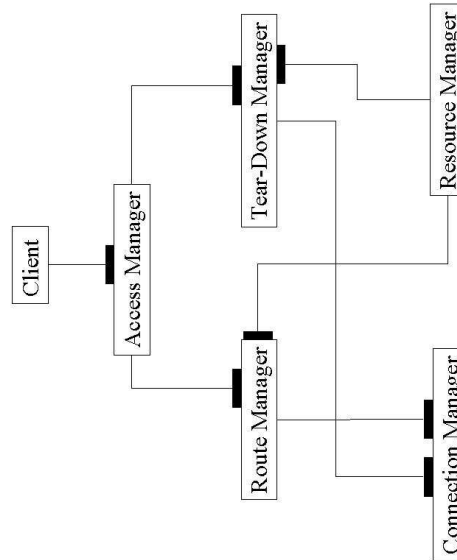 Client
Access Manager
Route Manager
Tear-Down Manager
Connection Manager
Resource Manager